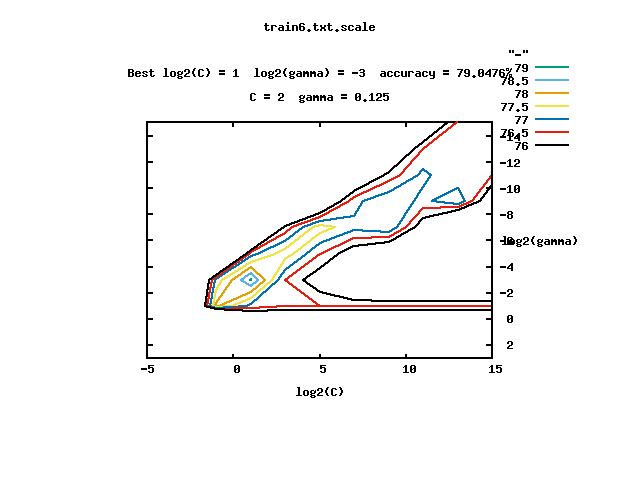 train6.txt.scale
"-"
79
Best log2(C) = 1  log2(gamma) = -3  accuracy = 79.0476%
78.5
78
C = 2  gamma = 0.125
77.5
77
76.5
-14
76
-12
-10
-8
-6
log2(gamma)
-4
-2
0
2
-5 0 5 10 15
log2(C)